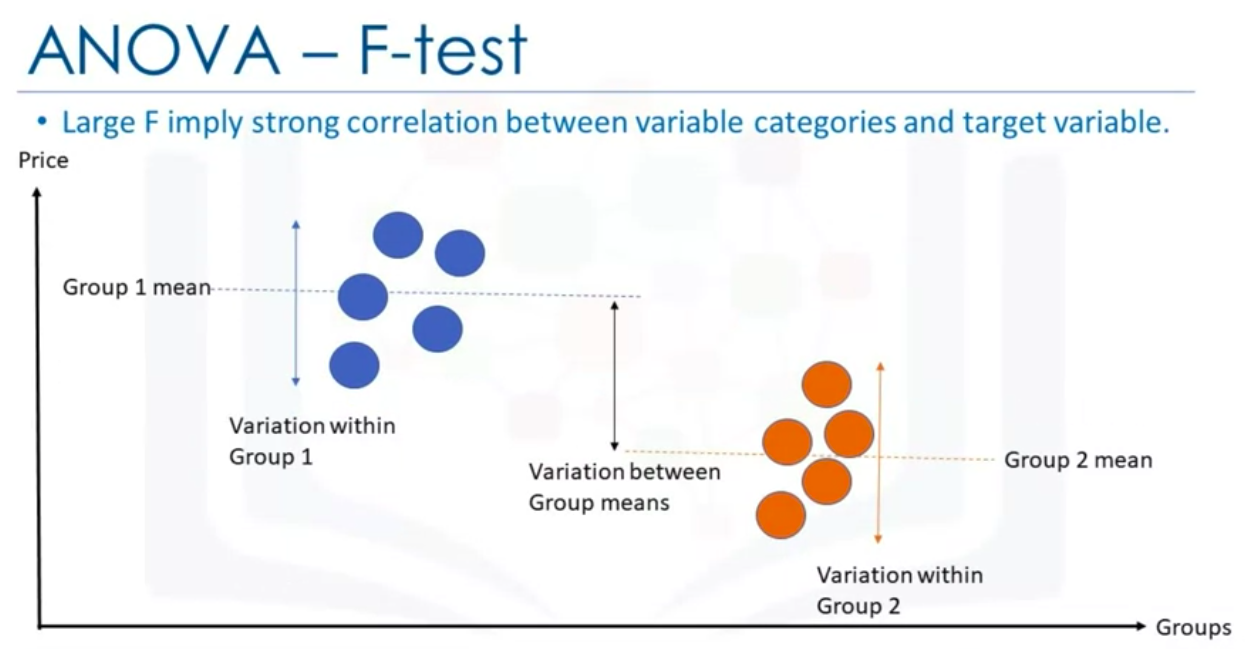 ANOVA – F-test
• Large F imply strong correlation between variable categories and target variable.
Price
Group 1 mean
Variation within
Group 1
Variation between
Group means
Group 2 mean
Variation within
Group 2
Groups